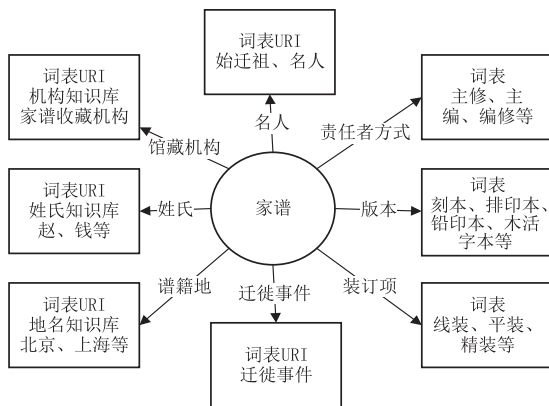 词表URI
始迁祖、名人
词表URI
机构知识库
家谱收藏机构
词表
主修、主
编、编修等
名人
馆藏机构
责任者方式
词表URI
姓氏知识库
赵、钱等
姓氏
家谱
版本
词表
刻本、排印本、
铅印本、木活
字本等
谱籍地
迁徙事件
装订项
词表URI
地名知识库
北京、上海等
词表URI
迁徙事件
词表
线装、平装、
精装等